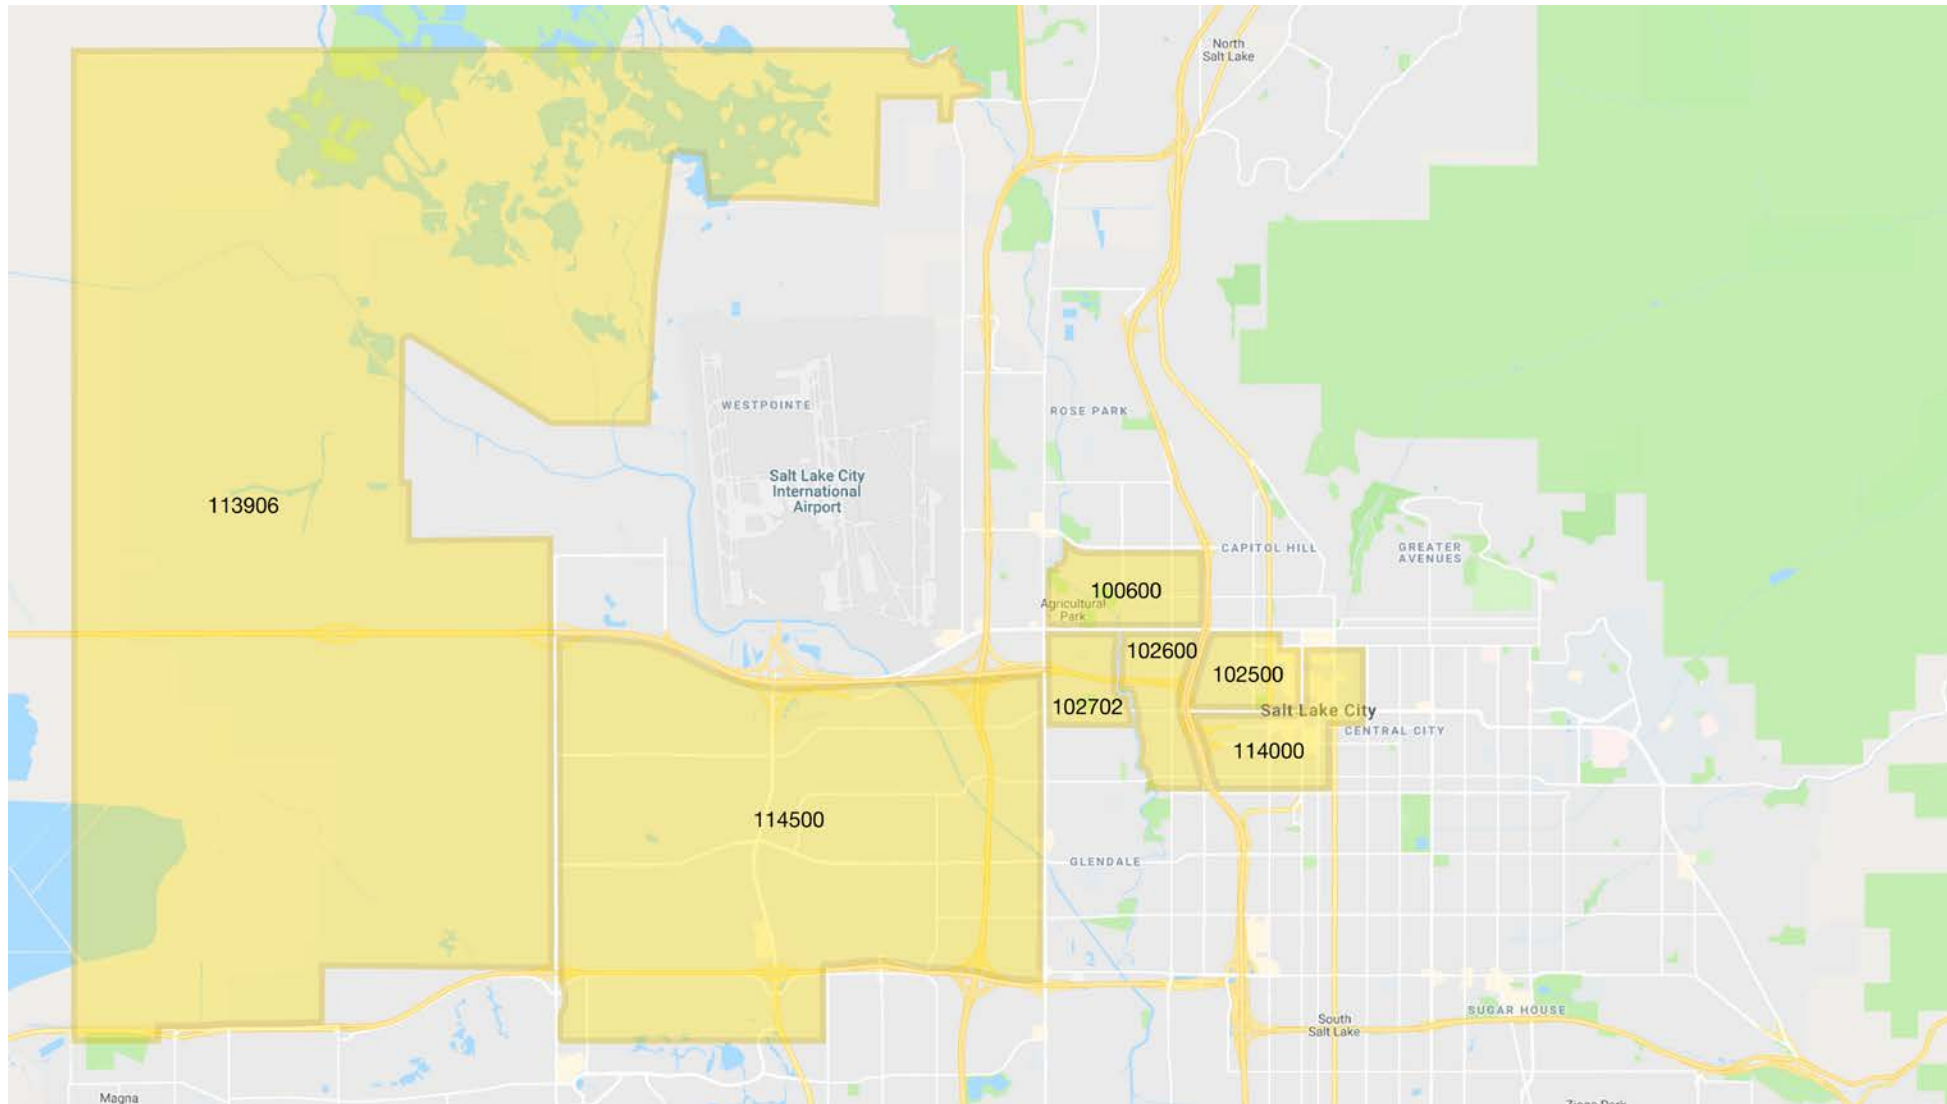 North
Salt Lake
WESTPOINTE
ROSE PARK
Salt Lake City
International
Airport
113906
CAPITOL HILL
GREATER
AVENUES
100600
Agricultural
Park
102600
102500
102702
Salt Lake City
CENTRAL CITY
114000
114500
GLENDALE
SUGAR HOUSE
South
Salt Lake
Magna